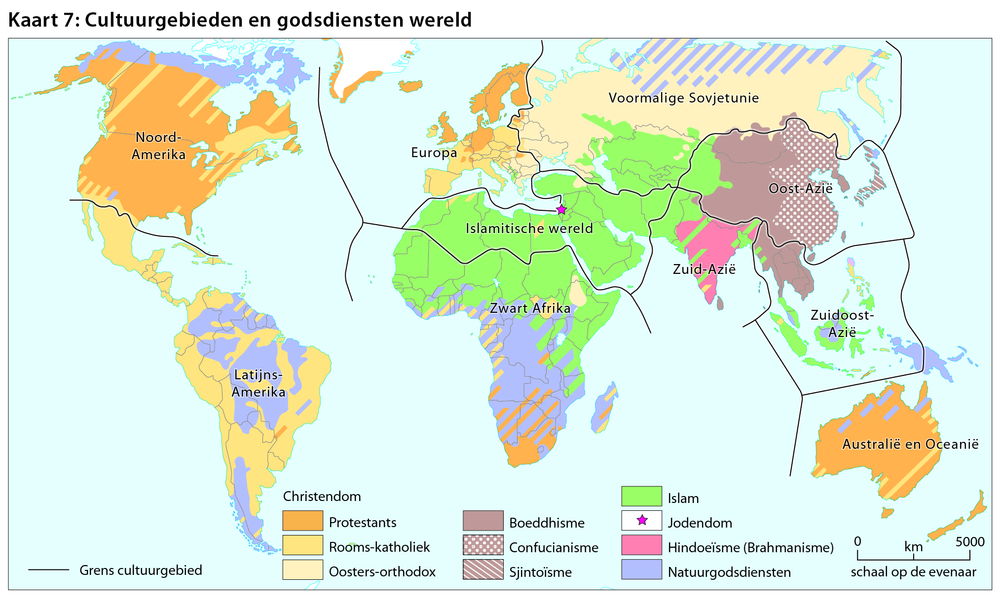 Kaart 7: Cultuurgebieden en godsdiensten wereld
Voormalige Sovjetunie
Noord-
Amerika
Europa
Oost-Azië
Islamitische wereld
Zuid-Azië
Zwart Afrika
Zuidoost-
Azië
Latijns-
Amerika
Australië en Oceanië
Christendom
Protestants
Rooms-katholiek
Oosters-orthodox
Boeddhisme
Confucianisme
Sjintoïsme
Islam
Jodendom
Hindoeïsme (Brahmanisme)
Natuurgodsdiensten
Grens cultuurgebied
0 km 5000
schaal op de evenaar